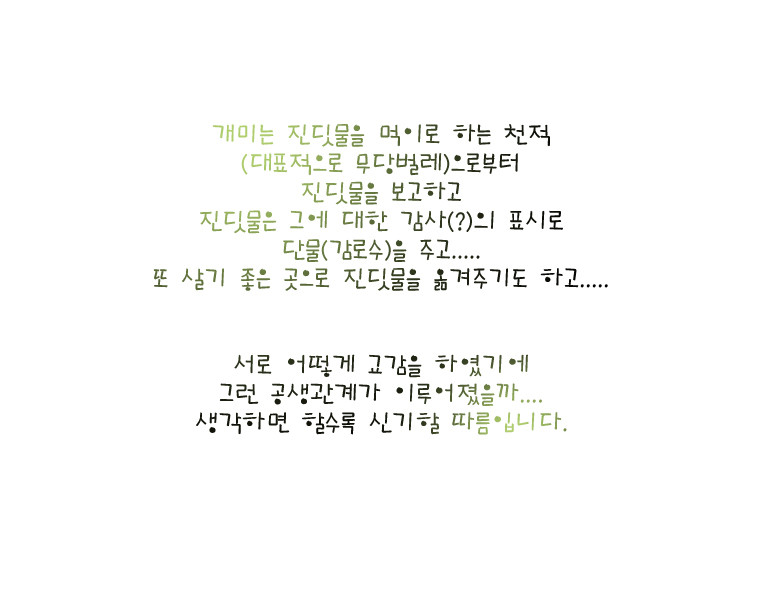 개미는 진딧물을 먹이로 하는 천적
(대표적으로 무당벌레)으로부터
진딧물을 보고하고
진딧물은 그에 대한 감사(?)의 표시로
단물(감로수)을 주고.....
또 살기 좋은 곳으로 진딧물을 옮겨주기도 하고.....
서로 어떻게 교감을 하였기에
그런 공생관계가 이루어졌을까....
생각하면 할수록 신기할 따름입니다.